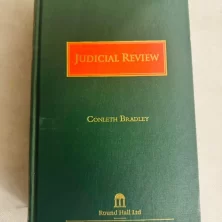 JUDICIAL REVIEW
CONLETH BRADLEY
Round Hall Ltd